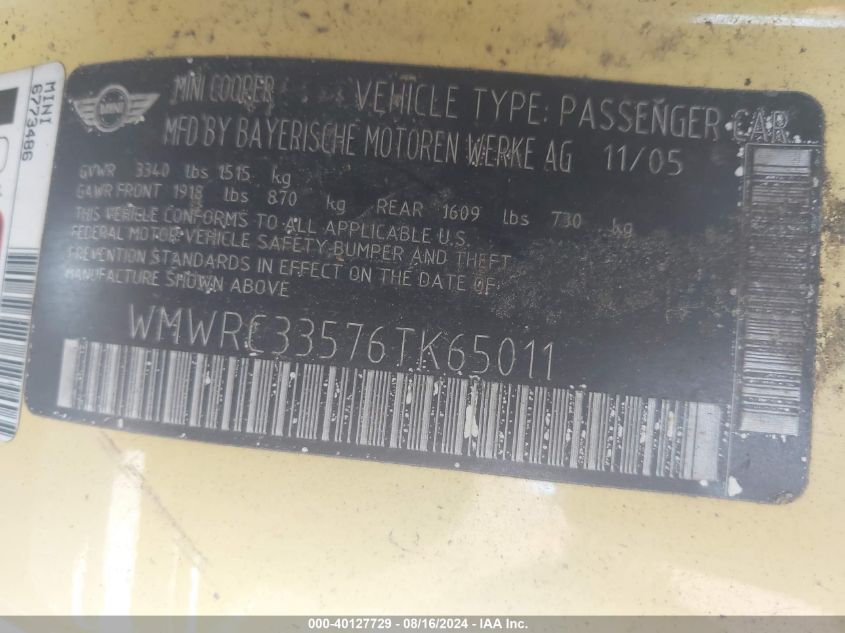 MINI
6773486
MINI
MINI COOPER
VEHICLE TYPE: PASSENGER CAR
MFD BY BAYERISCHE MOTOREN WERKE AG 11/05
GVWR 3340 lbs 1515 kg
GAWR FRONT 1918 lbs 870 kg REAR 1609 lbs 730 kg
THIS VEHICLE CONFORMS TO ALL APPLICABLE U.S.
FEDERAL MOTOR-VEHICLE SAFETY-BUMPER AND THEFT
PREVENTION STANDARDS IN EFFECT ON THE DATE OF
MANUFACTURE SHOWN ABOVE
WMWRC33576TK65011
000-40127729 - 08/16/2024 - IAA Inc.